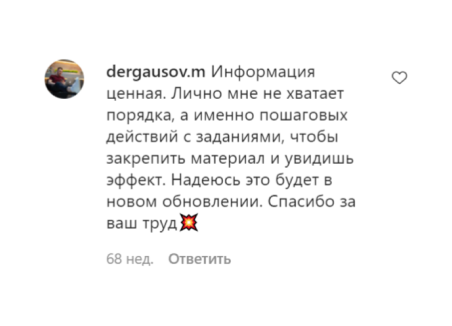 dergausov.m Информация
ценная. Лично мне не хватает
порядка, а именно пошаговых
действий с заданиями, чтобы
закрепить материал и увидишь
эффект. Надеюсь это будет в
новом обновлении. Спасибо за
ваш труд💥
68 нед. Ответить